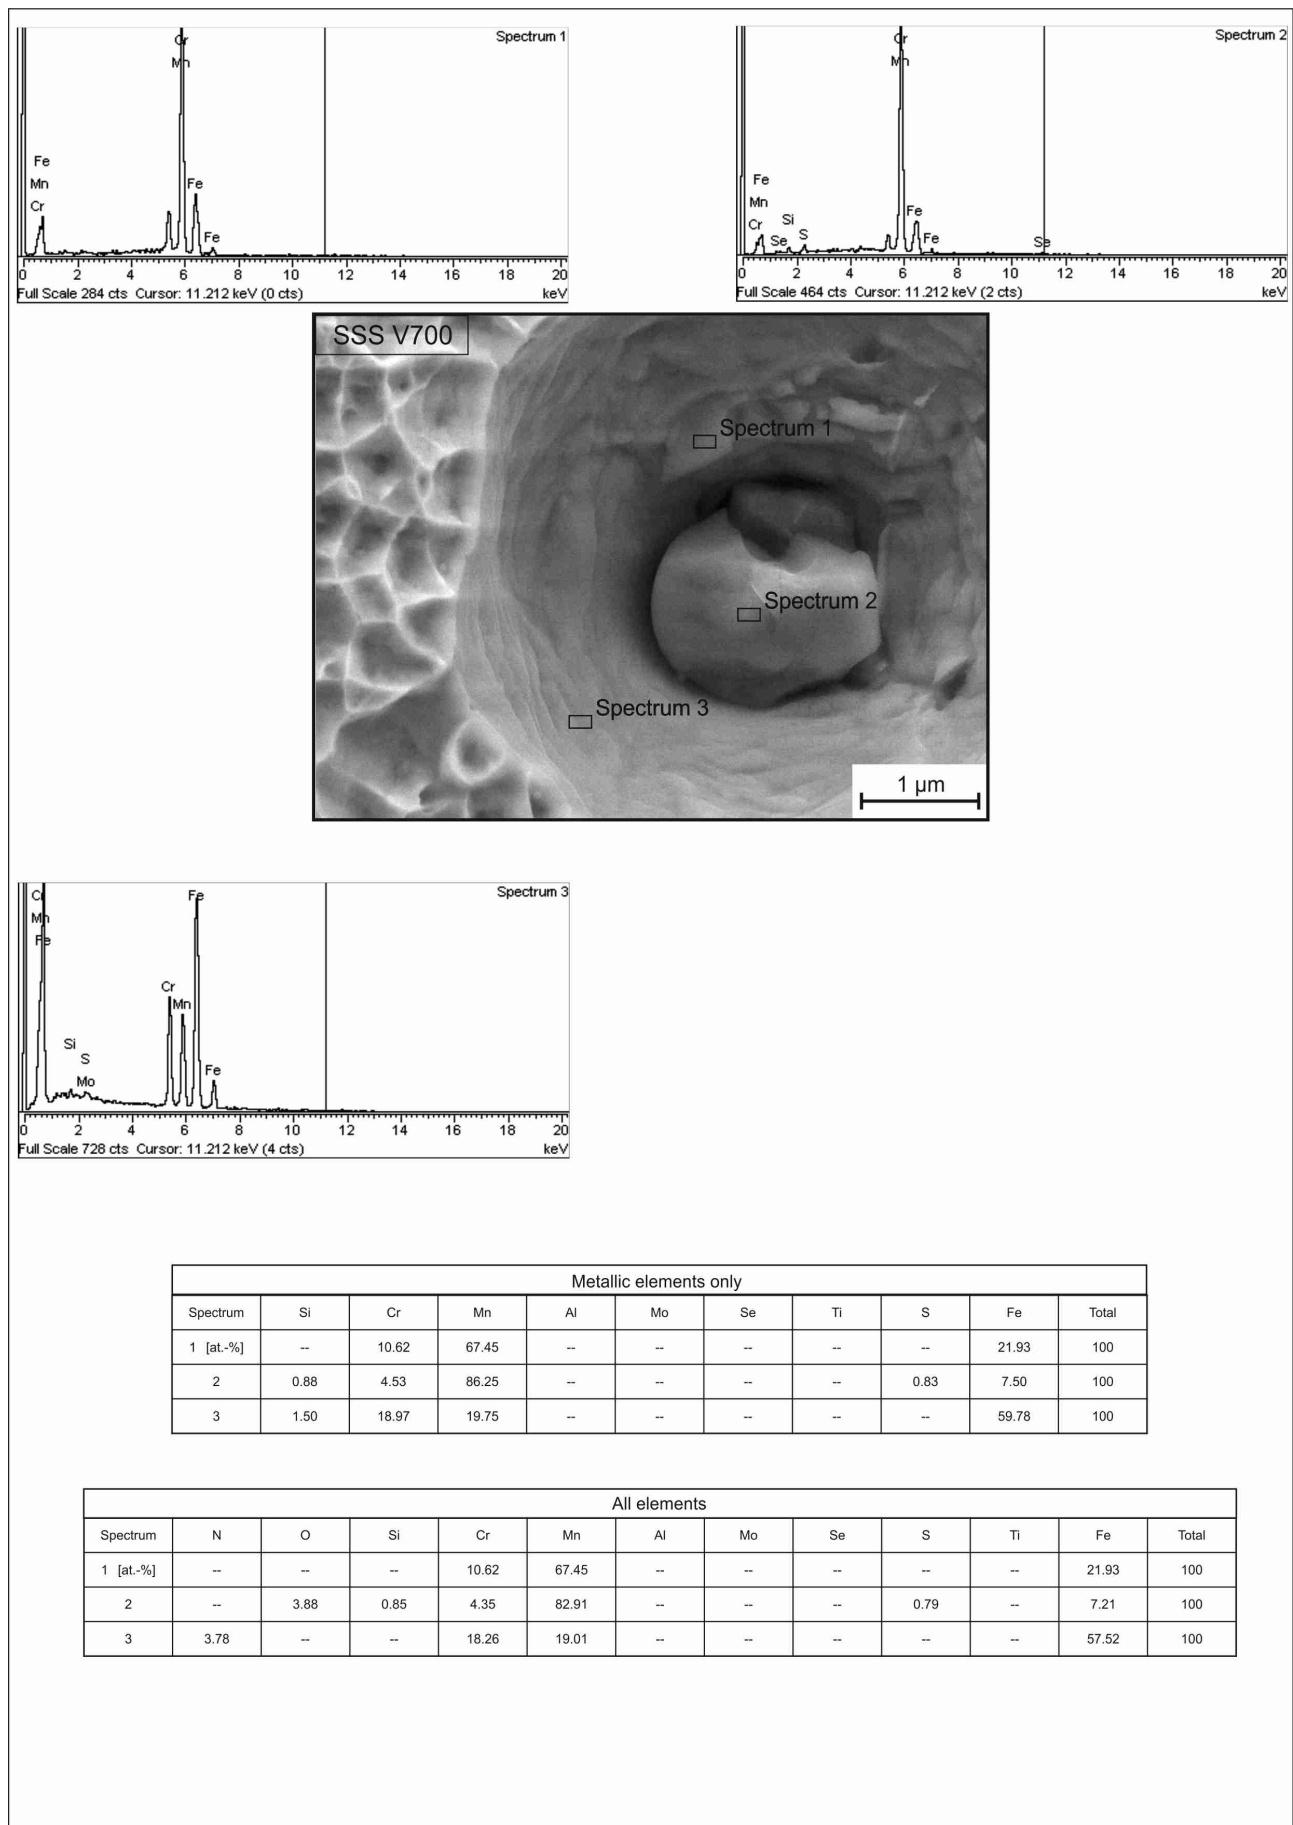 Spectrum 1
Cr
Mn
Fe
Mn
Cr
Fe
Fe
0 2 4 6 8 10 12 14 16 18 20
Full Scale 284 cts Cursor: 11.212 keV (0 cts) keV
Spectrum 2
Cr
Mn
Fe
Mn
Cr
Si
Se
S
Fe
Fe
Se
0 2 4 6 8 10 12 14 16 18 20
Full Scale 464 cts Cursor: 11.212 keV (2 cts) keV
SSS V700
Spectrum 1
Spectrum 2
Spectrum 3
1 µm
Spectrum 3
Cr
Mn
Fe
Fe
Cr
Mn
Si
S
Mo
Fe
0 2 4 6 8 10 12 14 16 18 20
Full Scale 728 cts Cursor: 11.212 keV (4 cts) keV
Metallic elements only
Spectrum Si Cr Mn Al Mo Se Ti S Fe Total
1 [at.-%] -- 10.62 67.45 -- -- -- -- -- 21.93 100
2 0.88 4.53 86.25 -- -- -- -- 0.83 7.50 100
3 1.50 18.97 19.75 -- -- -- -- -- 59.78 100
All elements
Spectrum N O Si Cr Mn Al Mo Se S Ti Fe Total
1 [at.-%] -- -- -- 10.62 67.45 -- -- -- -- -- 21.93 100
2 -- 3.88 0.85 4.35 82.91 -- -- -- 0.79 -- 7.21 100
3 3.78 -- -- 18.26 19.01 -- -- -- -- -- 57.52 100